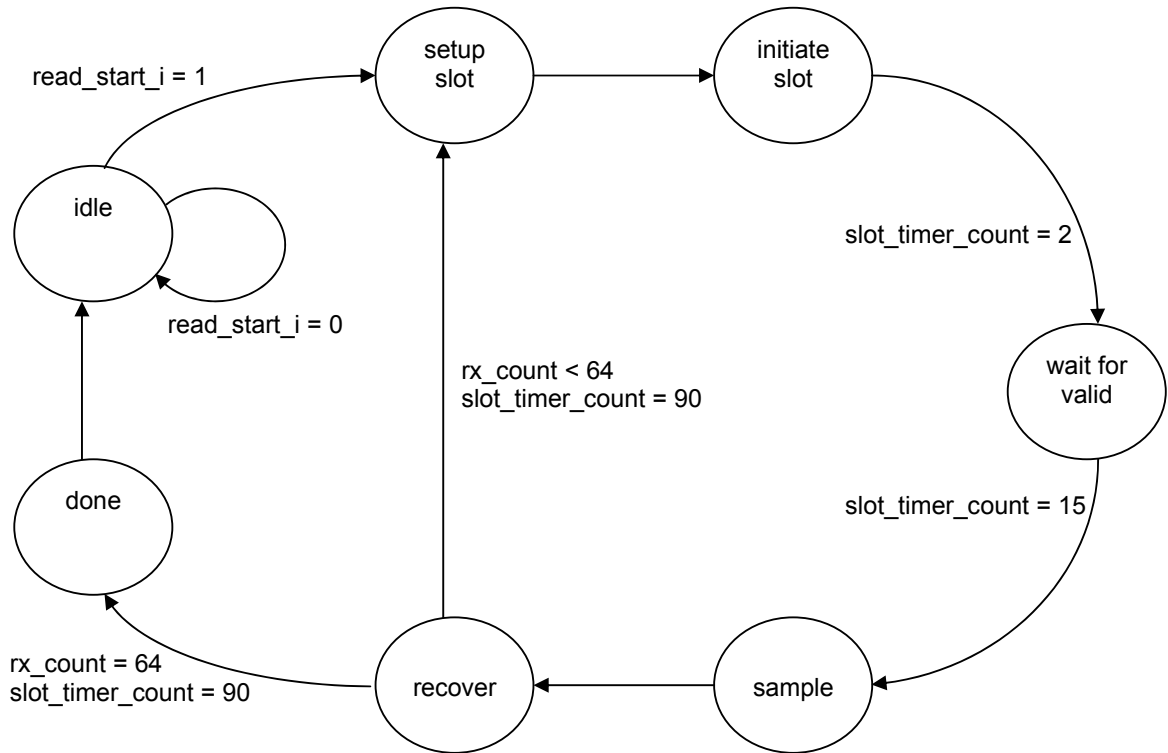 setup
slot
initiate
slot
read_start_i = 1
idle
slot_timer_count = 2
read_start_i = 0
rx_count < 64
slot_timer_count = 90
wait for
valid
done
slot_timer_count = 15
rx_count = 64
slot_timer_count = 90
recover
sample